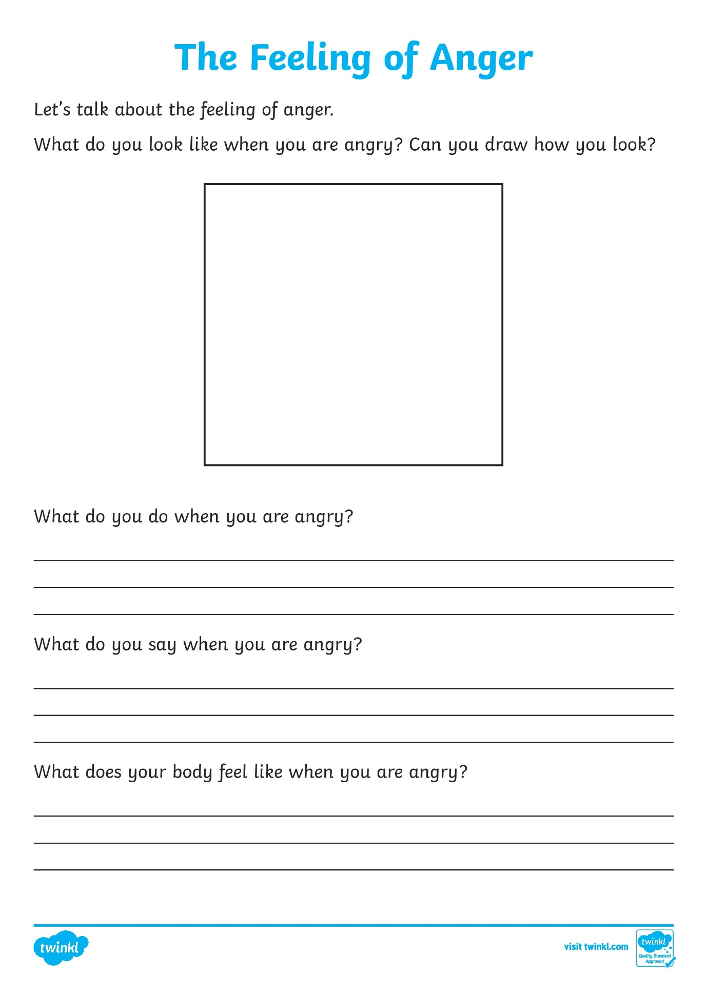 The Feeling of Anger
Let’s talk about the feeling of anger.
What do you look like when you are angry? Can you draw how you look?
What do you do when you are angry?
What do you say when you are angry?
What does your body feel like when you are angry?
twinkl
visit twinkl.com
twinkl
Quality Standard
Approved